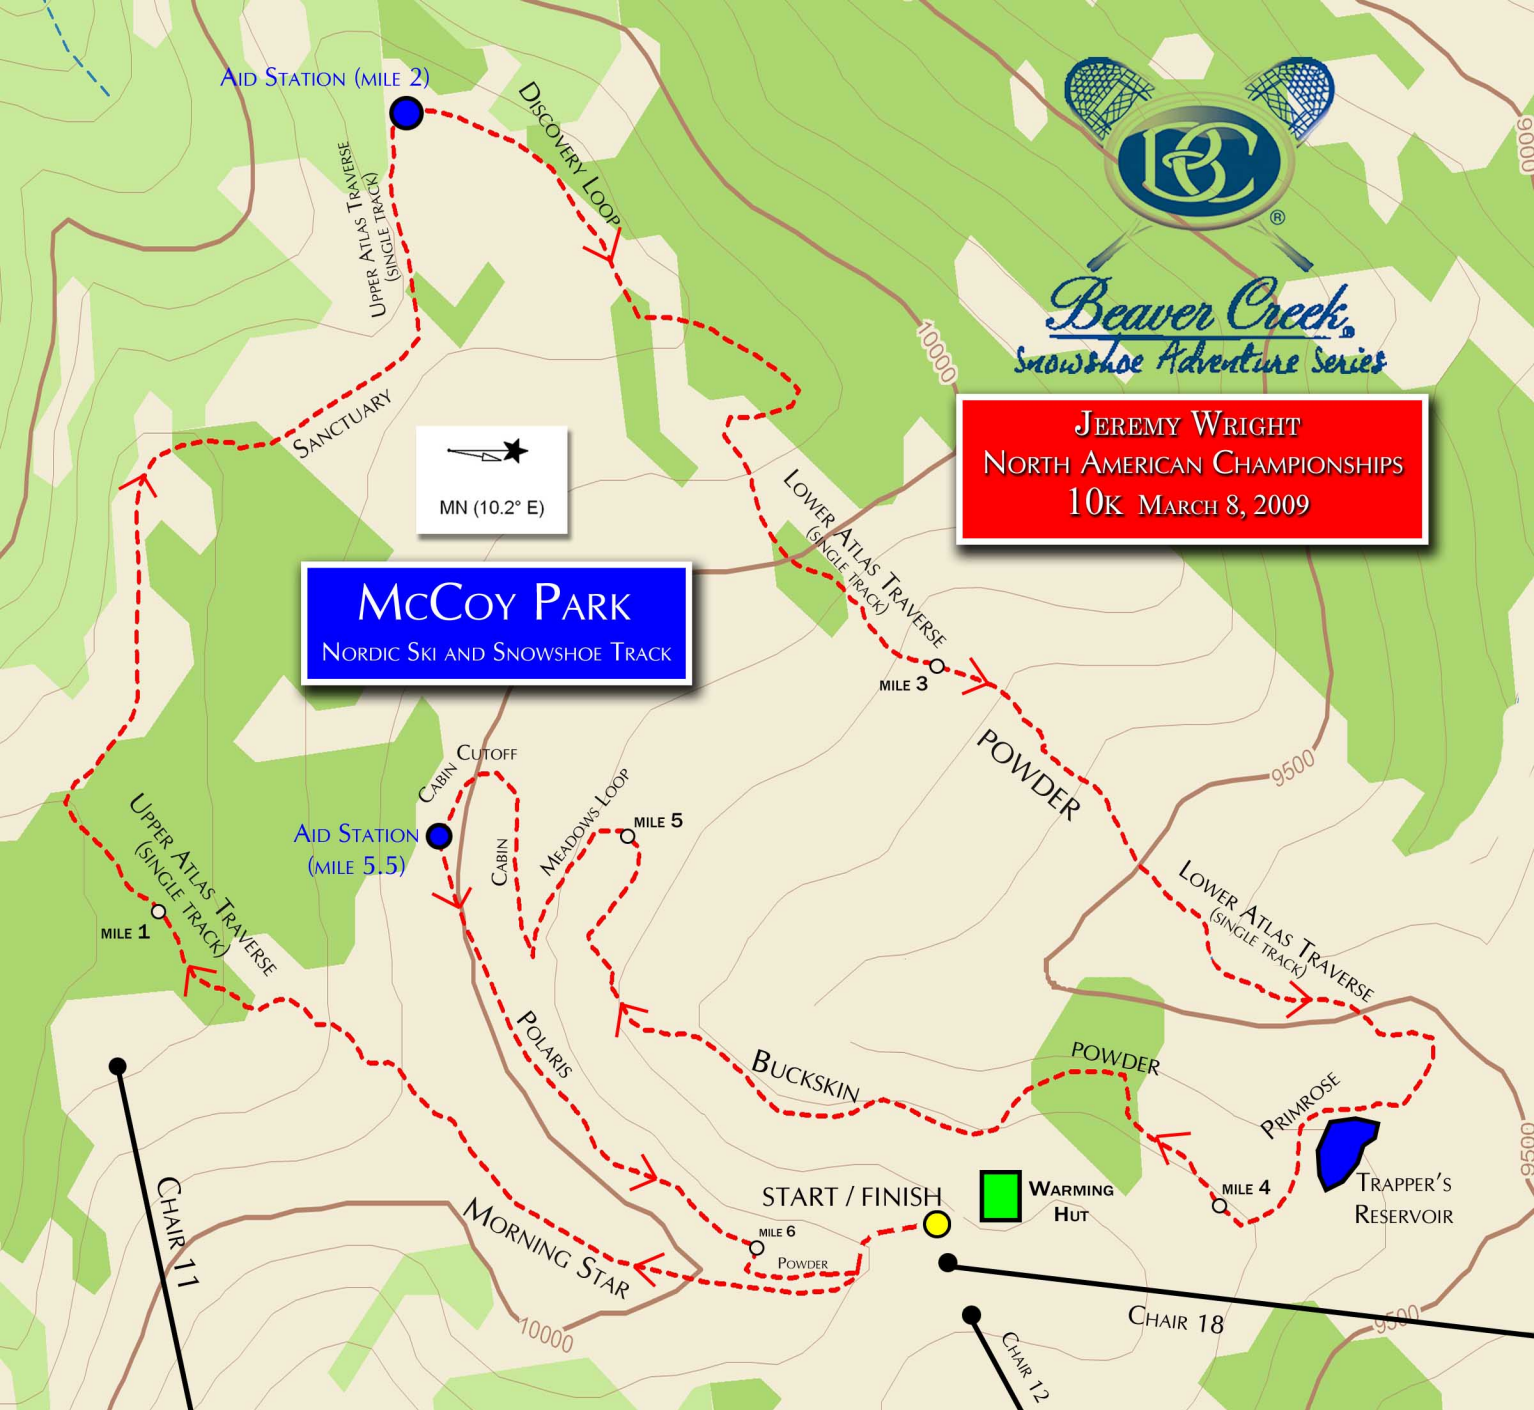 Aid Station (mile 2)
Discovery Loop
Upper Atlas Traverse
(single track)
BC
®
Beaver Creek
Snowshoe Adventure Series
9000
10000
Jeremy Wright
North American Championships
10K March 8, 2009
Sanctuary
MN (10.2° E)
McCoy Park
Nordic Ski and Snowshoe Track
Lower Atlas Traverse
(single track)
MILE 3
POWDER
9500
Cabin Cutoff
Meadows Loop
Cabin
MILE 5
Aid Station
(mile 5.5)
Upper Atlas Traverse
(single track)
MILE 1
Lower Atlas Traverse
(single track)
Polaris
Buckskin
POWDER
Primrose
9500
Chair 11
Morning Star
START / FINISH
Warming
Hut
MILE 4
Trapper's
Reservoir
MILE 6
Powder
10000
Chair 18
9500
Chair 12